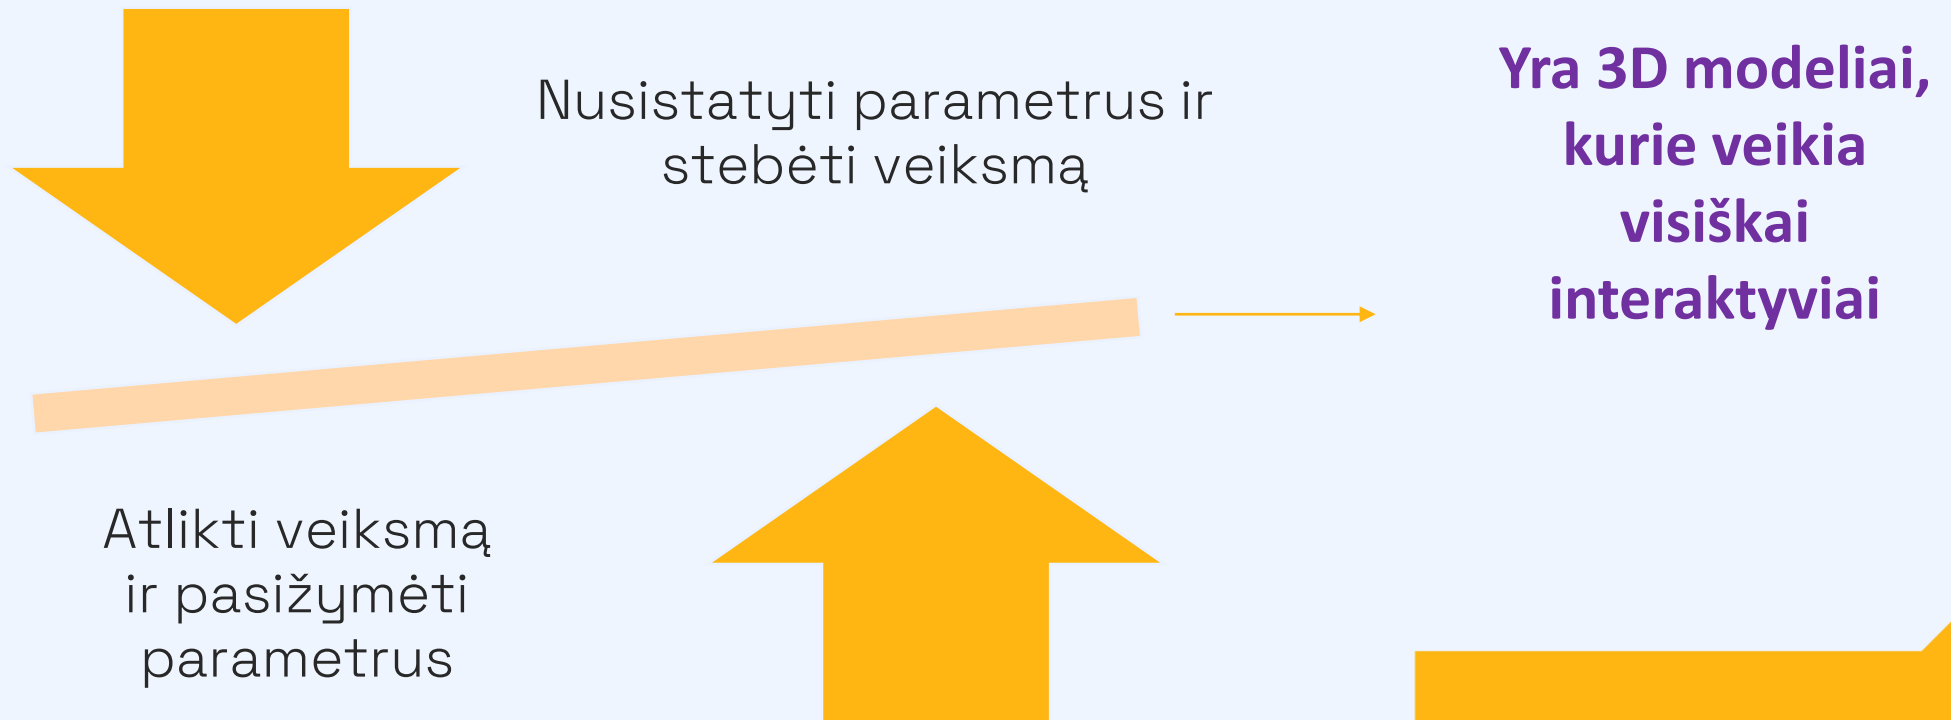 Nusistatyti parametrus ir
stebėti veiksmą
Yra 3D modeliai,
kurie veikia
visiškai
interaktyviai
Atlikti veiksmą
ir pasižymėti
parametrus